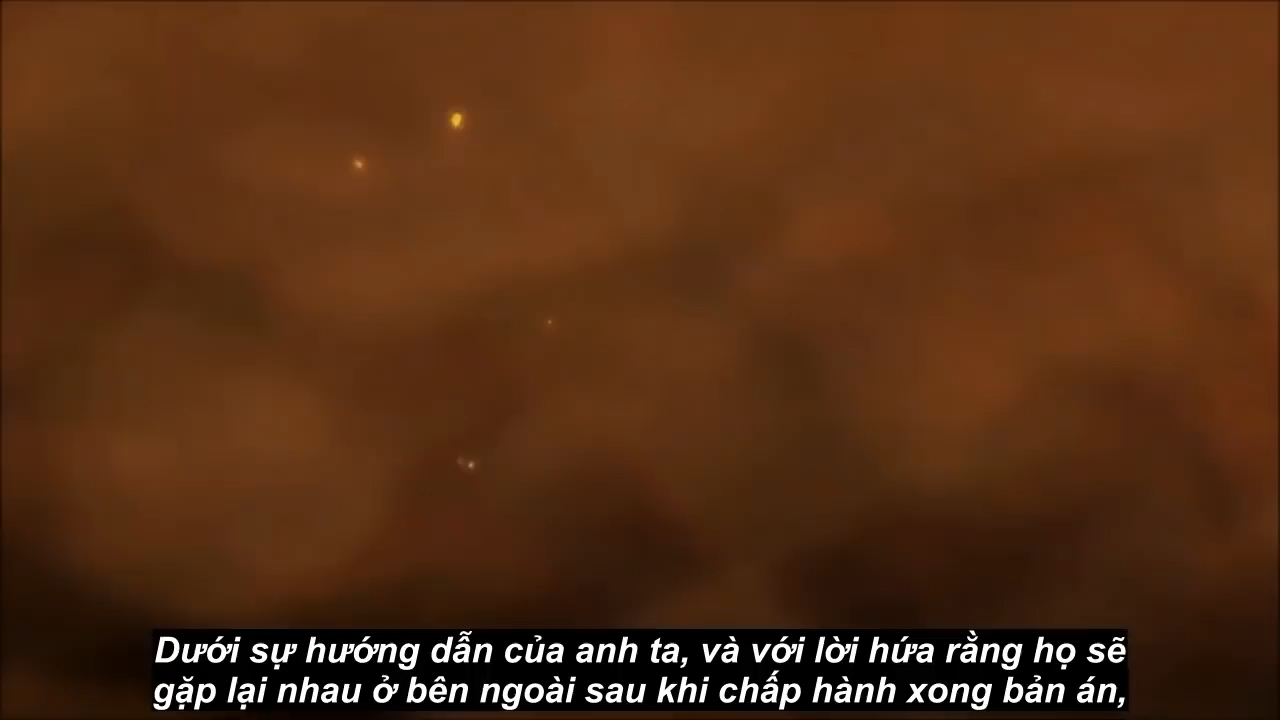 Dưới sự hướng dẫn của anh ta, và với lời hứa rằng họ sẽ
gặp lại nhau ở bên ngoài sau khi chấp hành xong bản án,